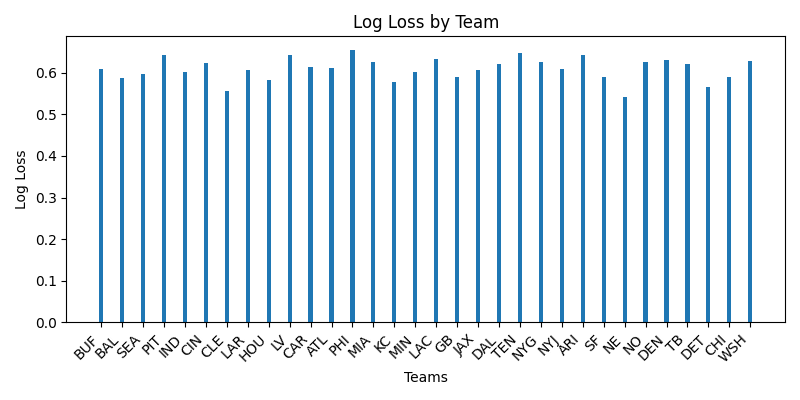 Log Loss by Team
Log Loss
0.6
0.5
0.4
0.3
0.2
0.1
0.0
BUF BAL SEA PIT IND CIN CLE LAR HOU LV CAR ATL PHI MIA KC MIN LAC GB JAX DAL TEN NYG NYJ ARI SF NE NO DEN TB DET CHI WSH
Teams